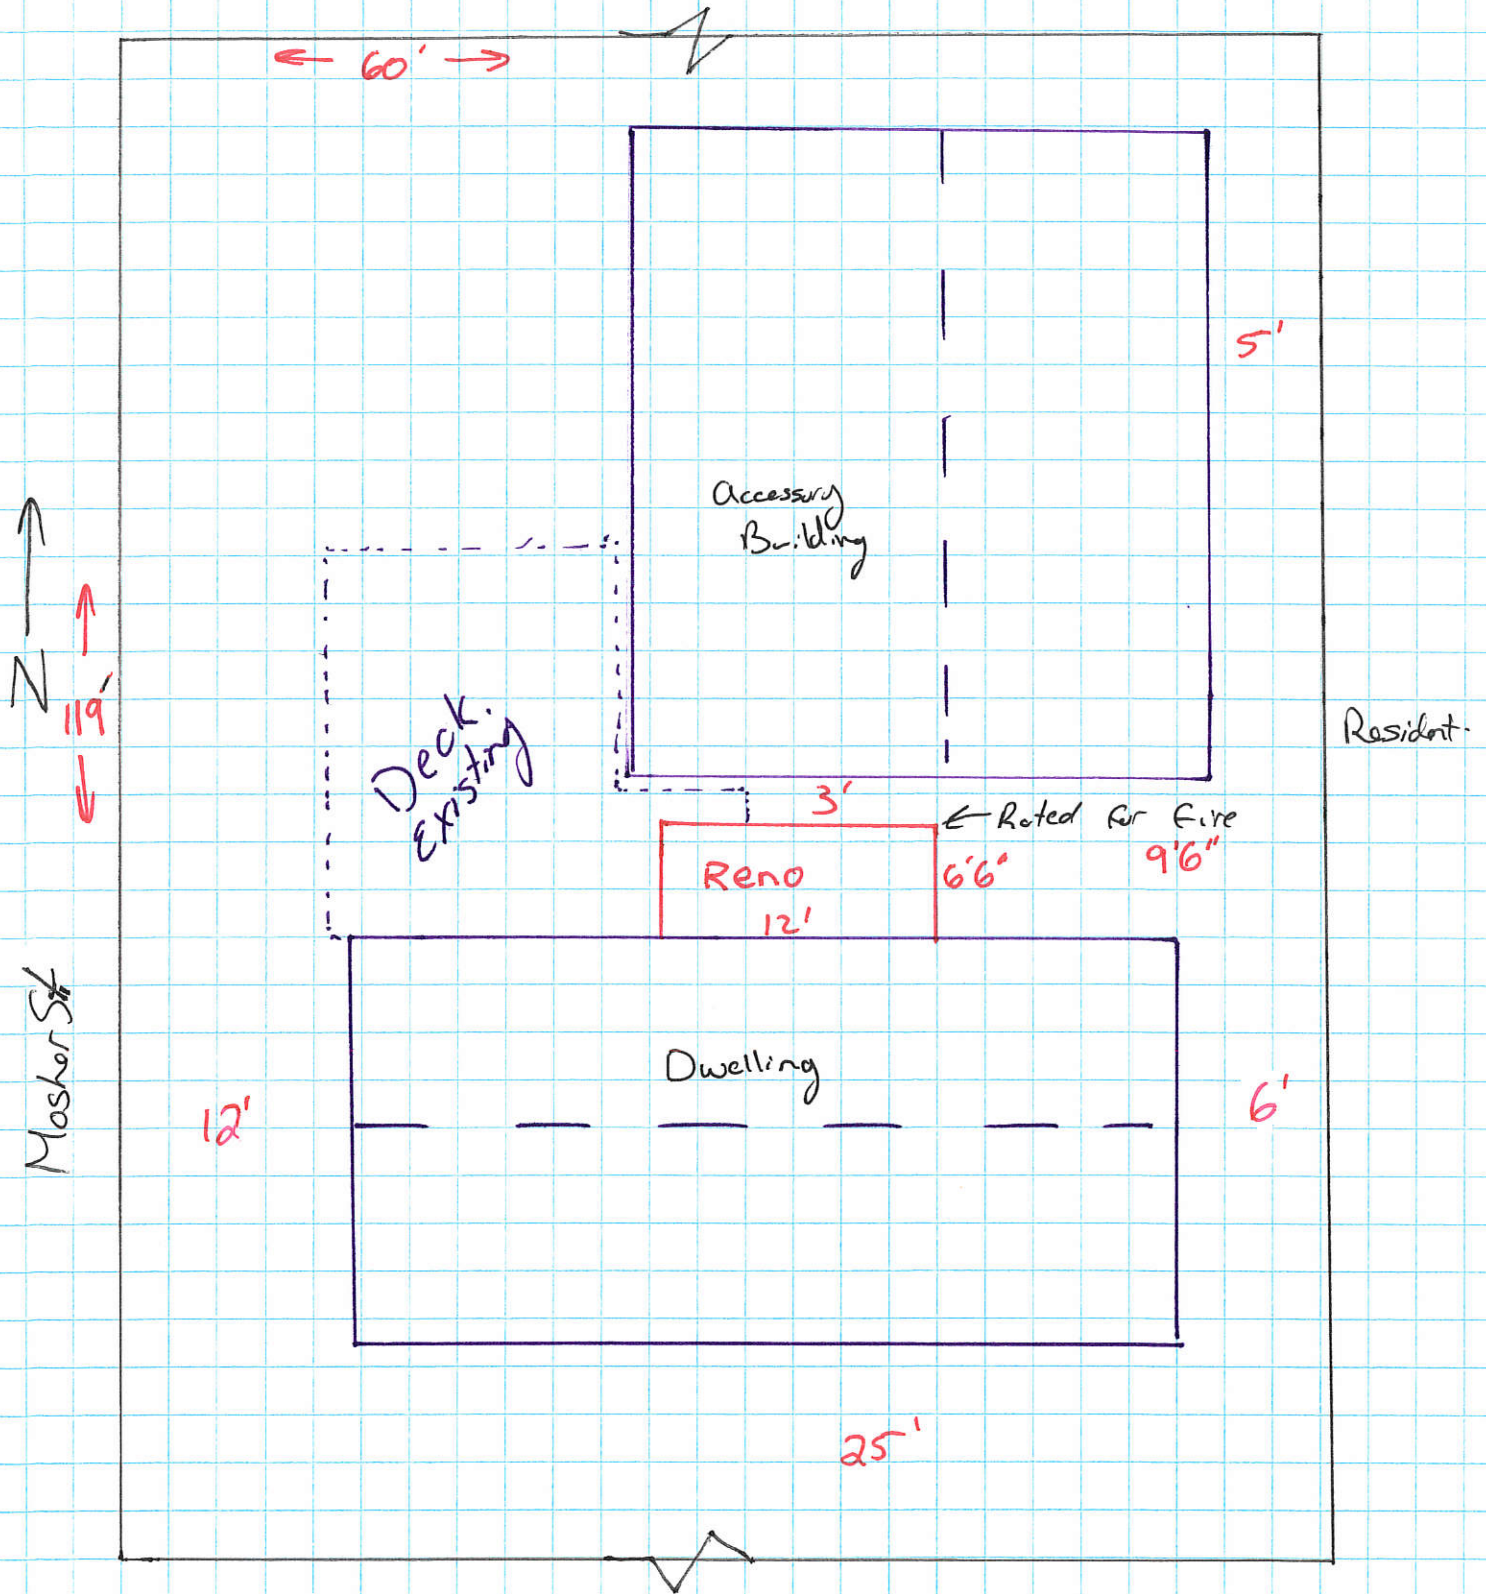 60'
5'
Accessory
Building
N
119'
Deck.
Existing
Resident.
3'
← Rated for Fire
9'6"
Reno
6'6"
12'
Mosher St
Dwelling
12'
6'
25'